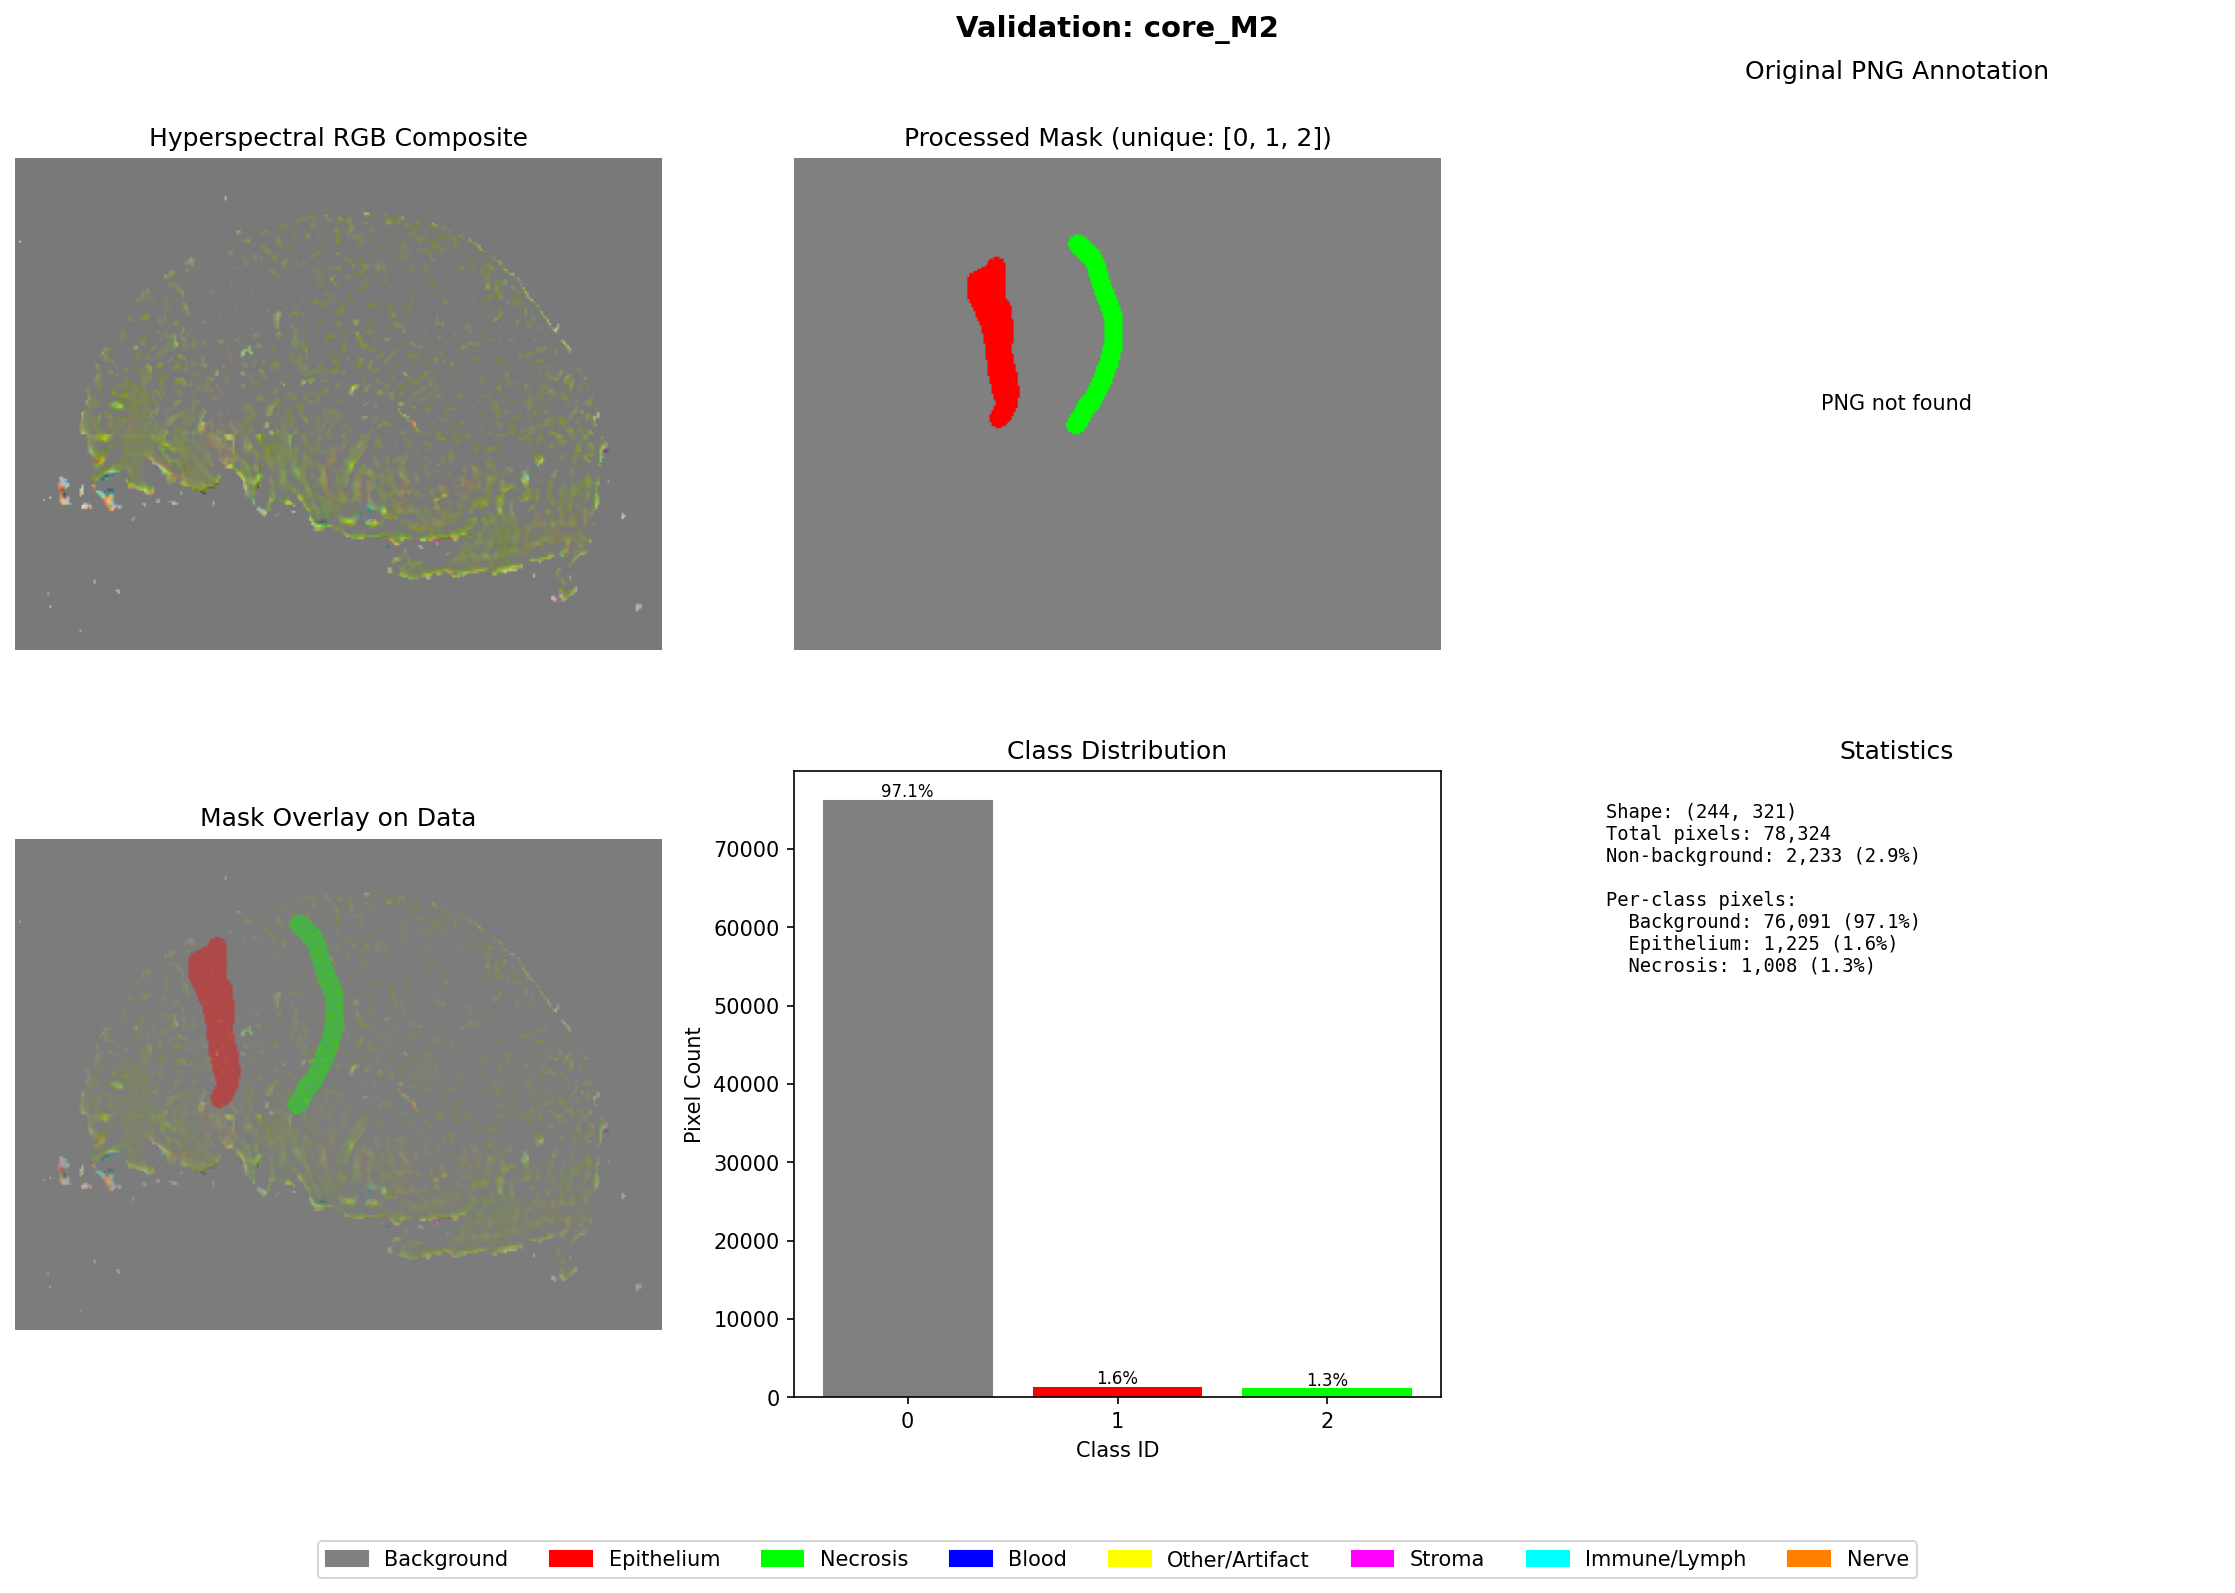 Validation: core_M2
Hyperspectral RGB Composite
Processed Mask (unique: [0, 1, 2])
Original PNG Annotation
PNG not found
Mask Overlay on Data
Class Distribution
97.1%
1.6%
1.3%
70000
60000
50000
40000
30000
20000
10000
0
Pixel Count
0 1 2
Class ID
Statistics
Shape: (244, 321)
Total pixels: 78,324
Non-background: 2,233 (2.9%)
Per-class pixels:
Background: 76,091 (97.1%)
Epithelium: 1,225 (1.6%)
Necrosis: 1,008 (1.3%)
Background Epithelium Necrosis Blood Other/Artifact Stroma Immune/Lymph Nerve